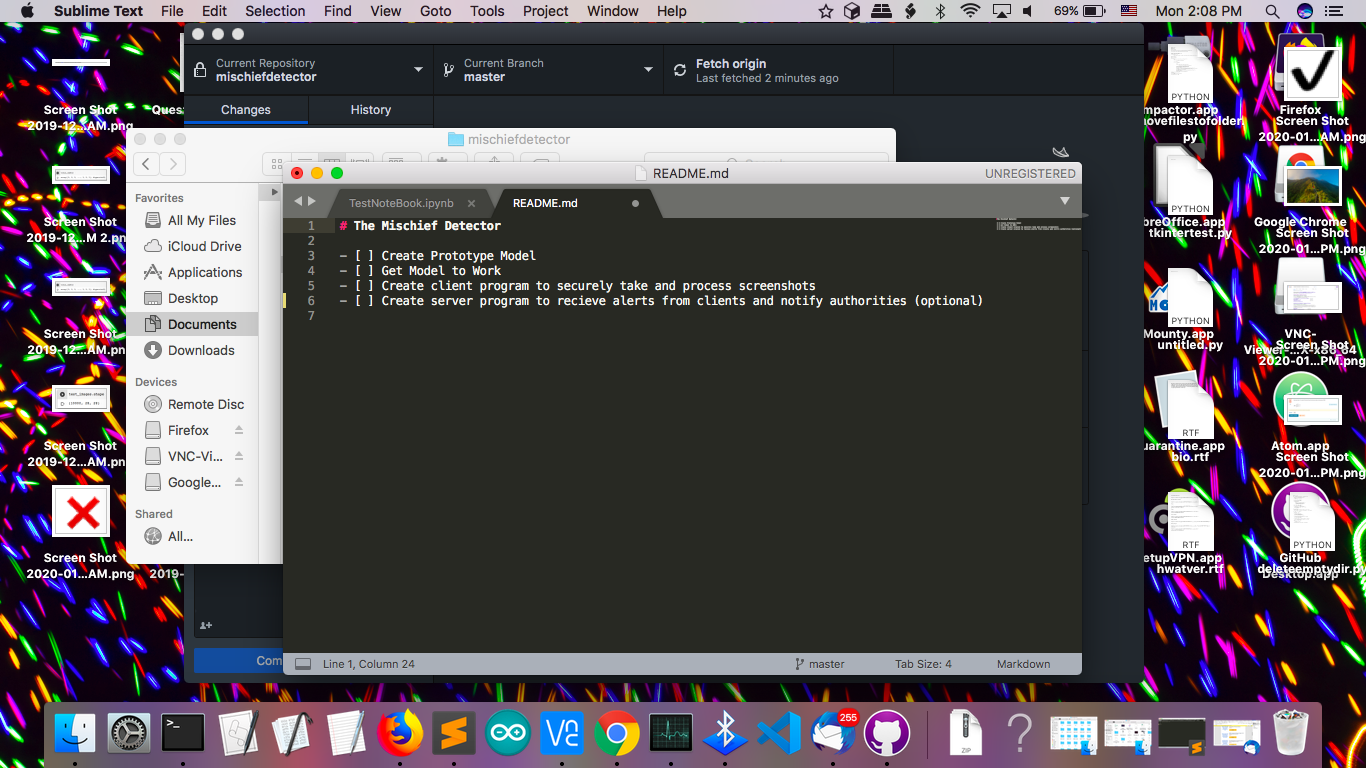 Sublime Text File Edit Selection Find View Goto Tools Project Window Help 69% Mon 2:08 PM
Current Repository
mischiefdetector
Current Branch
master
Fetch origin
Last fetched 2 minutes ago
Changes History
mischiefdetector
README.md UNREGISTERED
TestNoteBook.ipynb README.md
1 # The Mischief Detector
2
3 - [ ] Create Prototype Model
4 - [ ] Get Model to Work
5 - [ ] Create client program to securely take and process screenshots
6 - [ ] Create server program to recieve alerts from clients and notify authorities (optional)
7
Line 1, Column 24 master Tab Size: 4 Markdown
Favorites
All My Files
iCloud Drive
Applications
Desktop
Documents
Downloads
Devices
Remote Disc
Firefox
VNC-Vi...
Google...
Shared
All...
Com
Screen Shot
2019-12...AM.png
Ques
Screen Shot
2019-12...M 2.png
Screen Shot
2019-12...AM.png
Screen Shot
2019-12...AM.png
Screen Shot
2020-01...AM.png
2019-
PYTHON
mpactor.app
ovefilestofolder
py
PYTHON
breOffice.app
tkintertest.py
PYTHON
Mounty.app
untitled.py
RTF
uarantine.app
bio.rtf
RTF
etupVPN.app
hwatver.rtf
Firefox
Screen Shot
2020-01...AM.png
Google Chrome
Screen Shot
2020-01...PM.png
VNC-
Screen Shot
Viewer-...X-x86_64
2020-01...PM.png
Atom.app
Screen Shot
2020-01...PM.png
PYTHON
GitHub
deleteemptydir.py
Desktop.app
255
ZIP